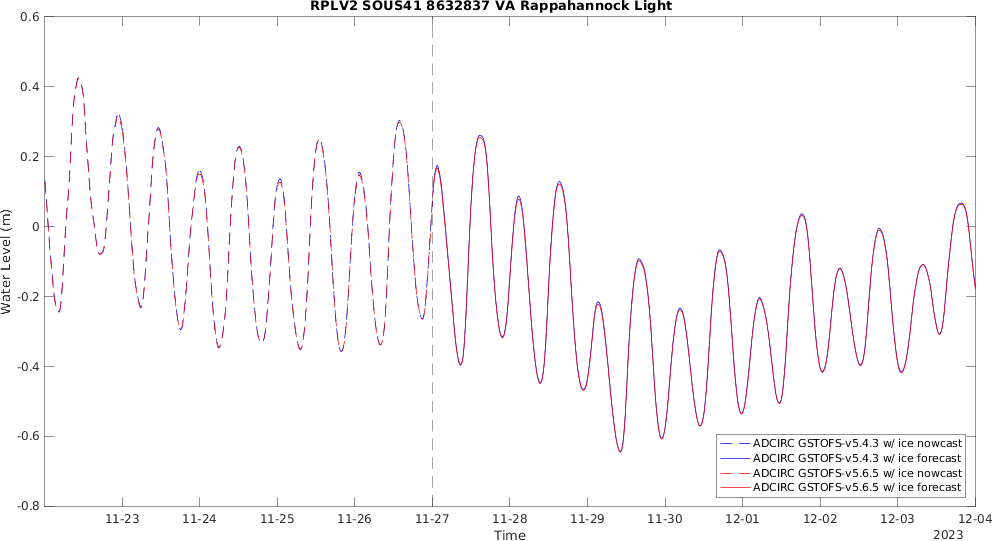 RPLV2 SOUS41 8632837 VA Rappahannock Light
0.6
0.4
0.2
0
-0.2
-0.4
-0.6
-0.8
Water Level (m)
ADCIRC GSTOFS-v5.4.3 w/ ice nowcast
ADCIRC GSTOFS-v5.4.3 w/ ice forecast
ADCIRC GSTOFS-v5.6.5 w/ ice nowcast
ADCIRC GSTOFS-v5.6.5 w/ ice forecast
11-23 11-24 11-25 11-26 11-27 11-28 11-29 11-30 12-01 12-02 12-03 12-04
Time
2023